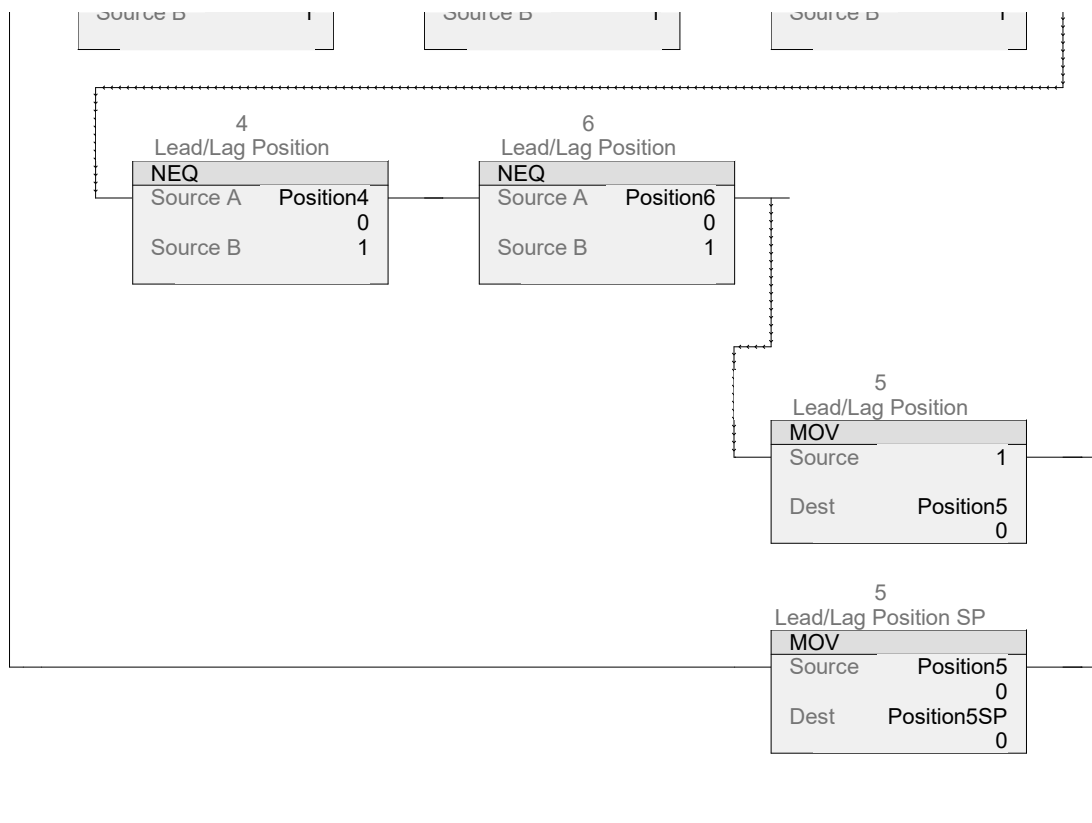 Source B 1 Source B 1 Source B 1
4 6
Lead/Lag Position Lead/Lag Position
NEQ NEQ
Source A Position4 Source A Position6
0 0
Source B 1 Source B 1
5
Lead/Lag Position
MOV
Source 1
Dest Position5
0
5
Lead/Lag Position SP
MOV
Source Position5
0
Dest Position5SP
0